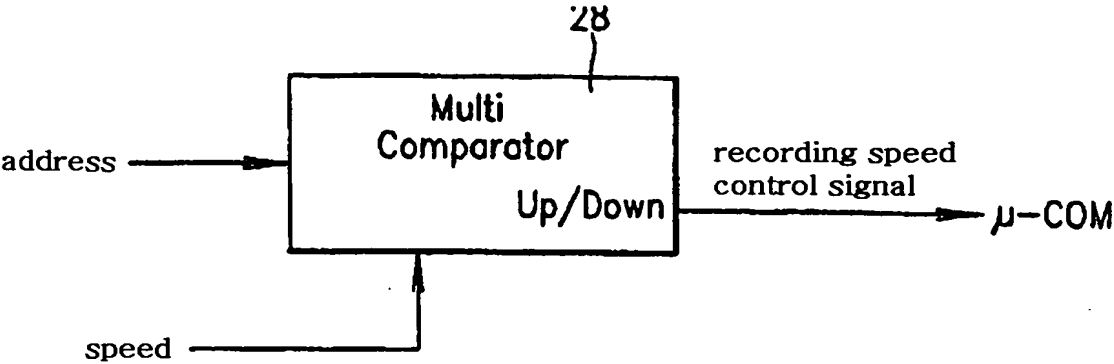 28
Multi
Comparator
address
recording speed
control signal
Up/Down
μ-COM
speed